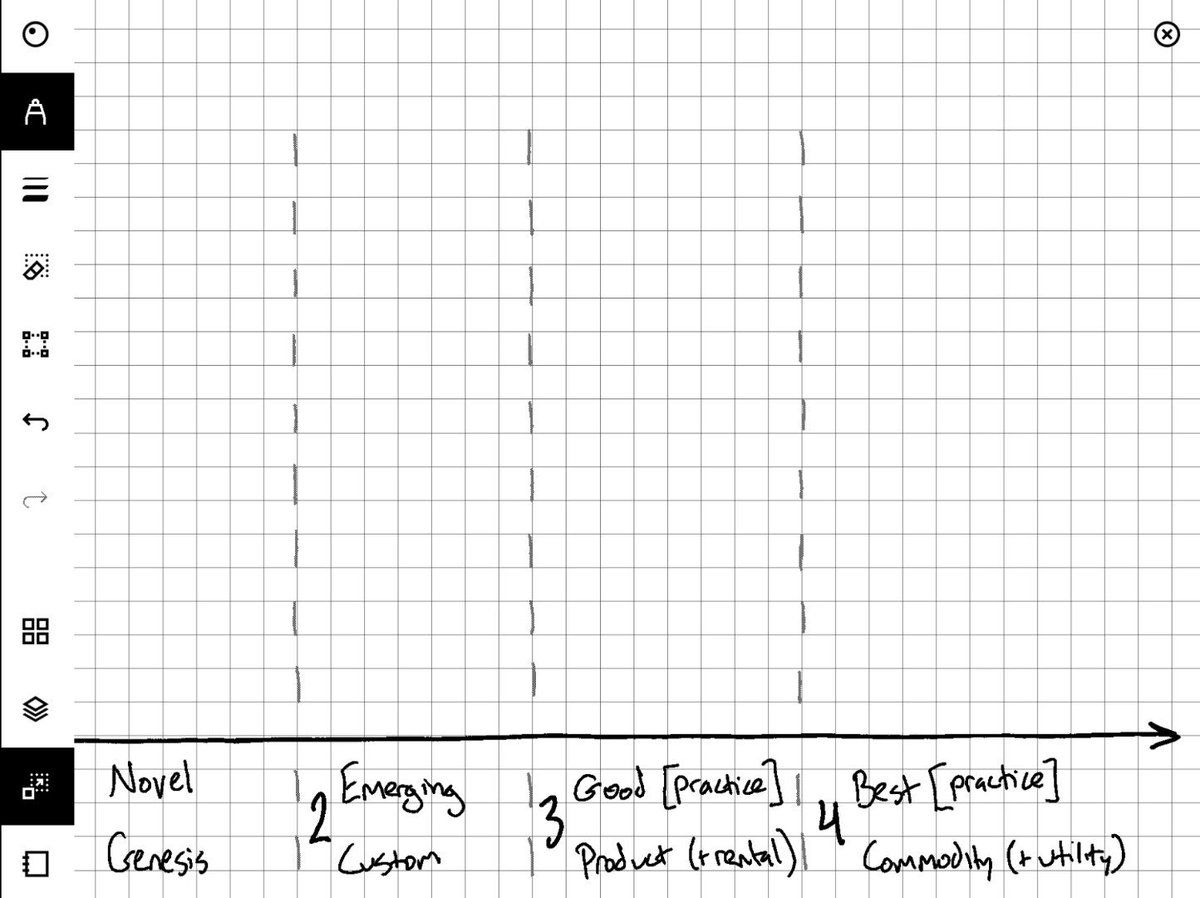 Novel
Genesis
2 Emerging
Custom
3 Good [practice]
Product (+ rental)
4 Best [practice]
Commodity (+ utility)